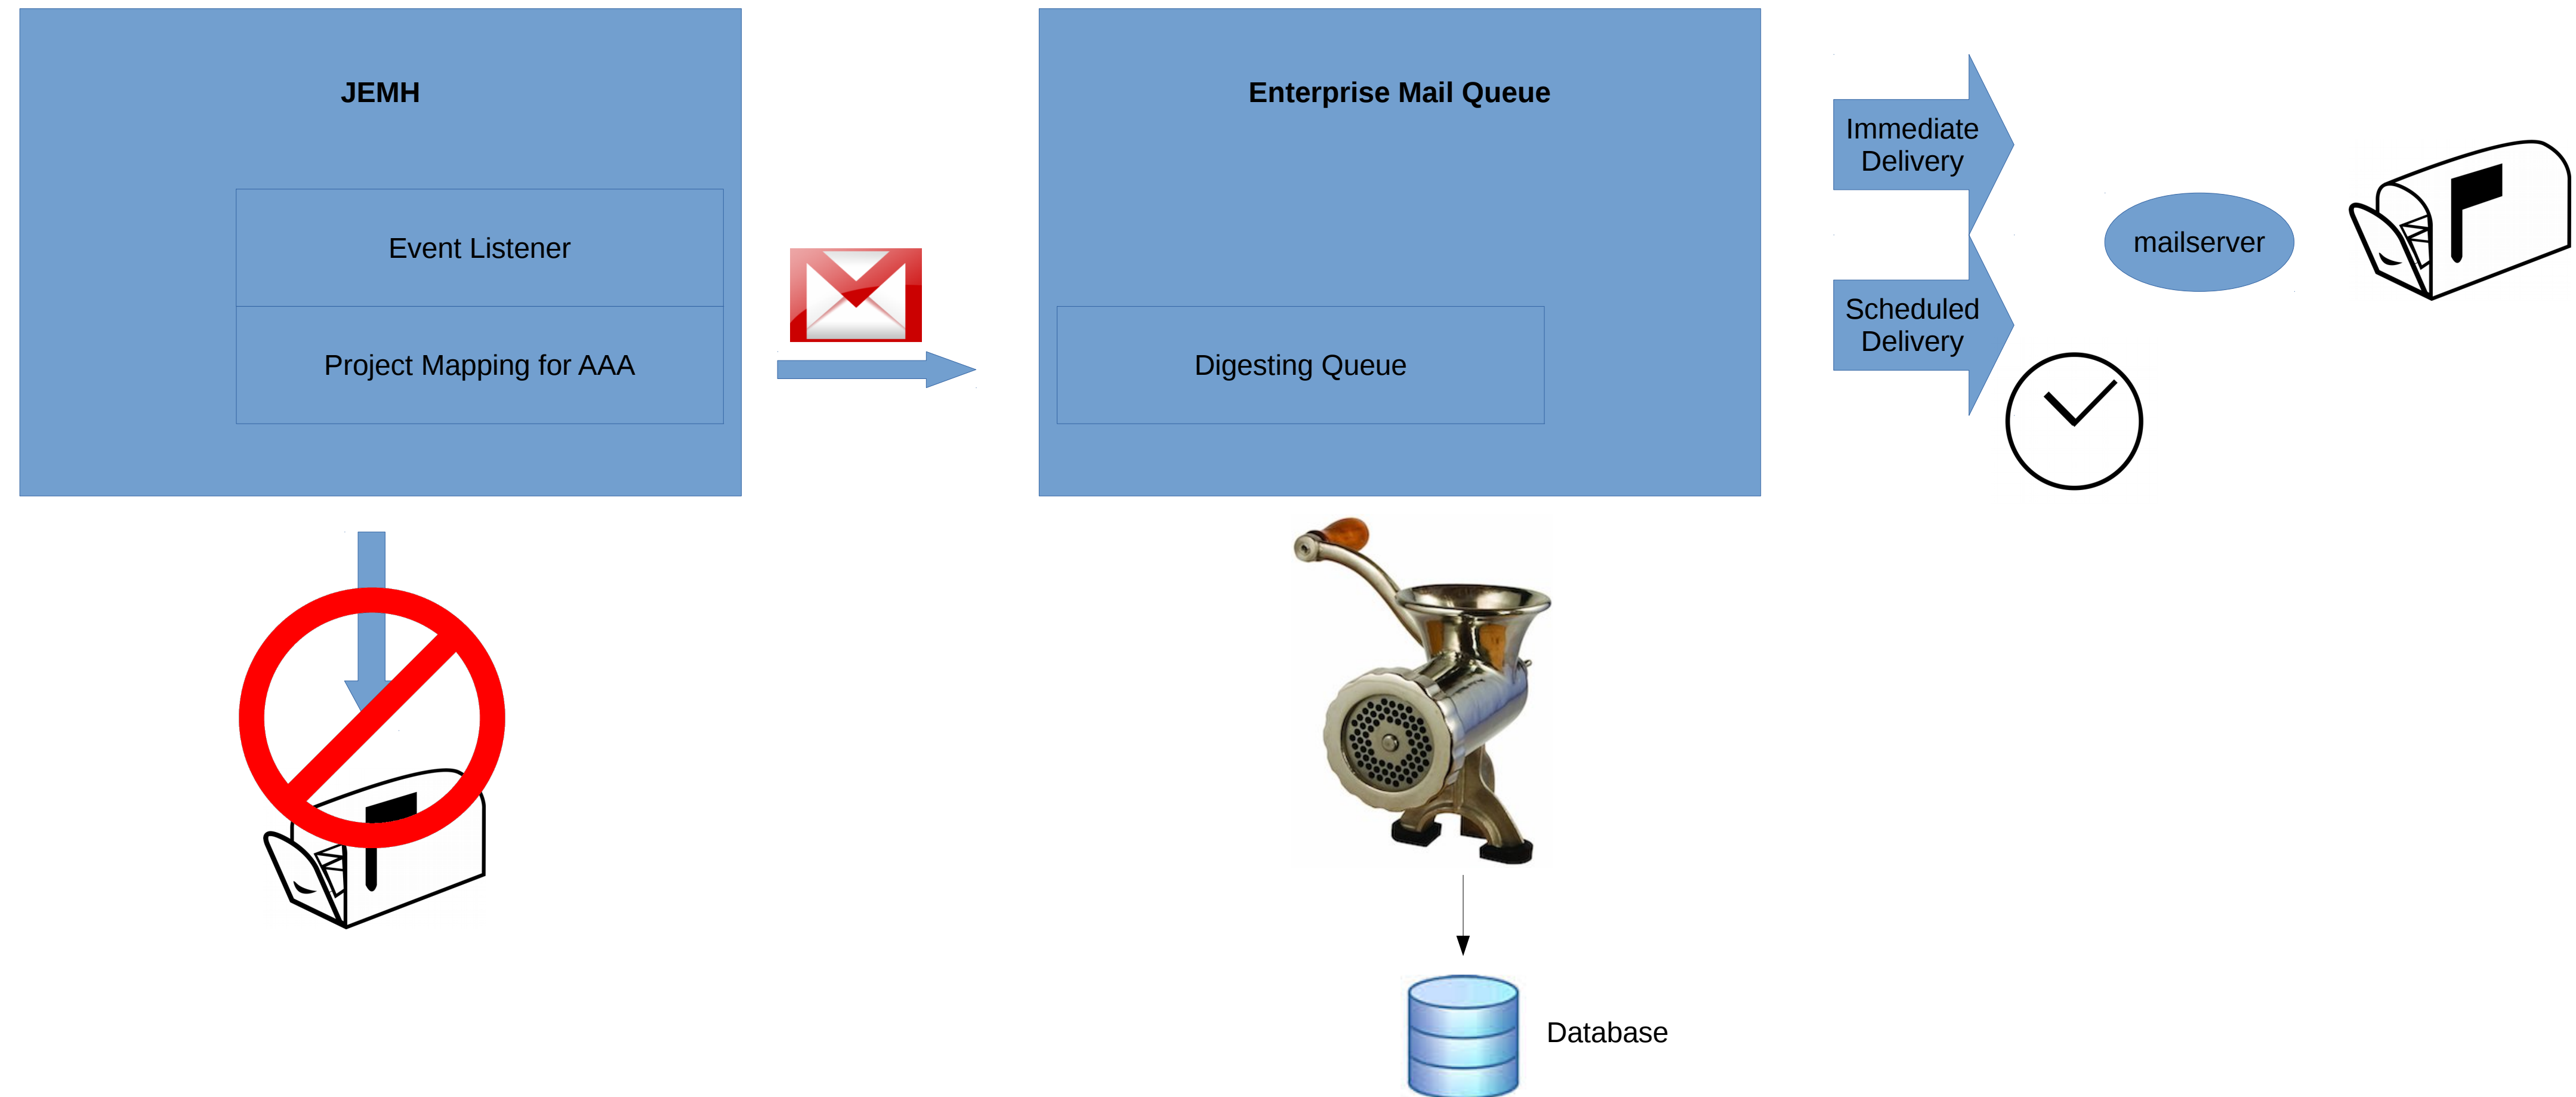 JEMH
Event Listener
Project Mapping for AAA
Enterprise Mail Queue
Digesting Queue
Immediate
Delivery
Scheduled
Delivery
mailserver
Database